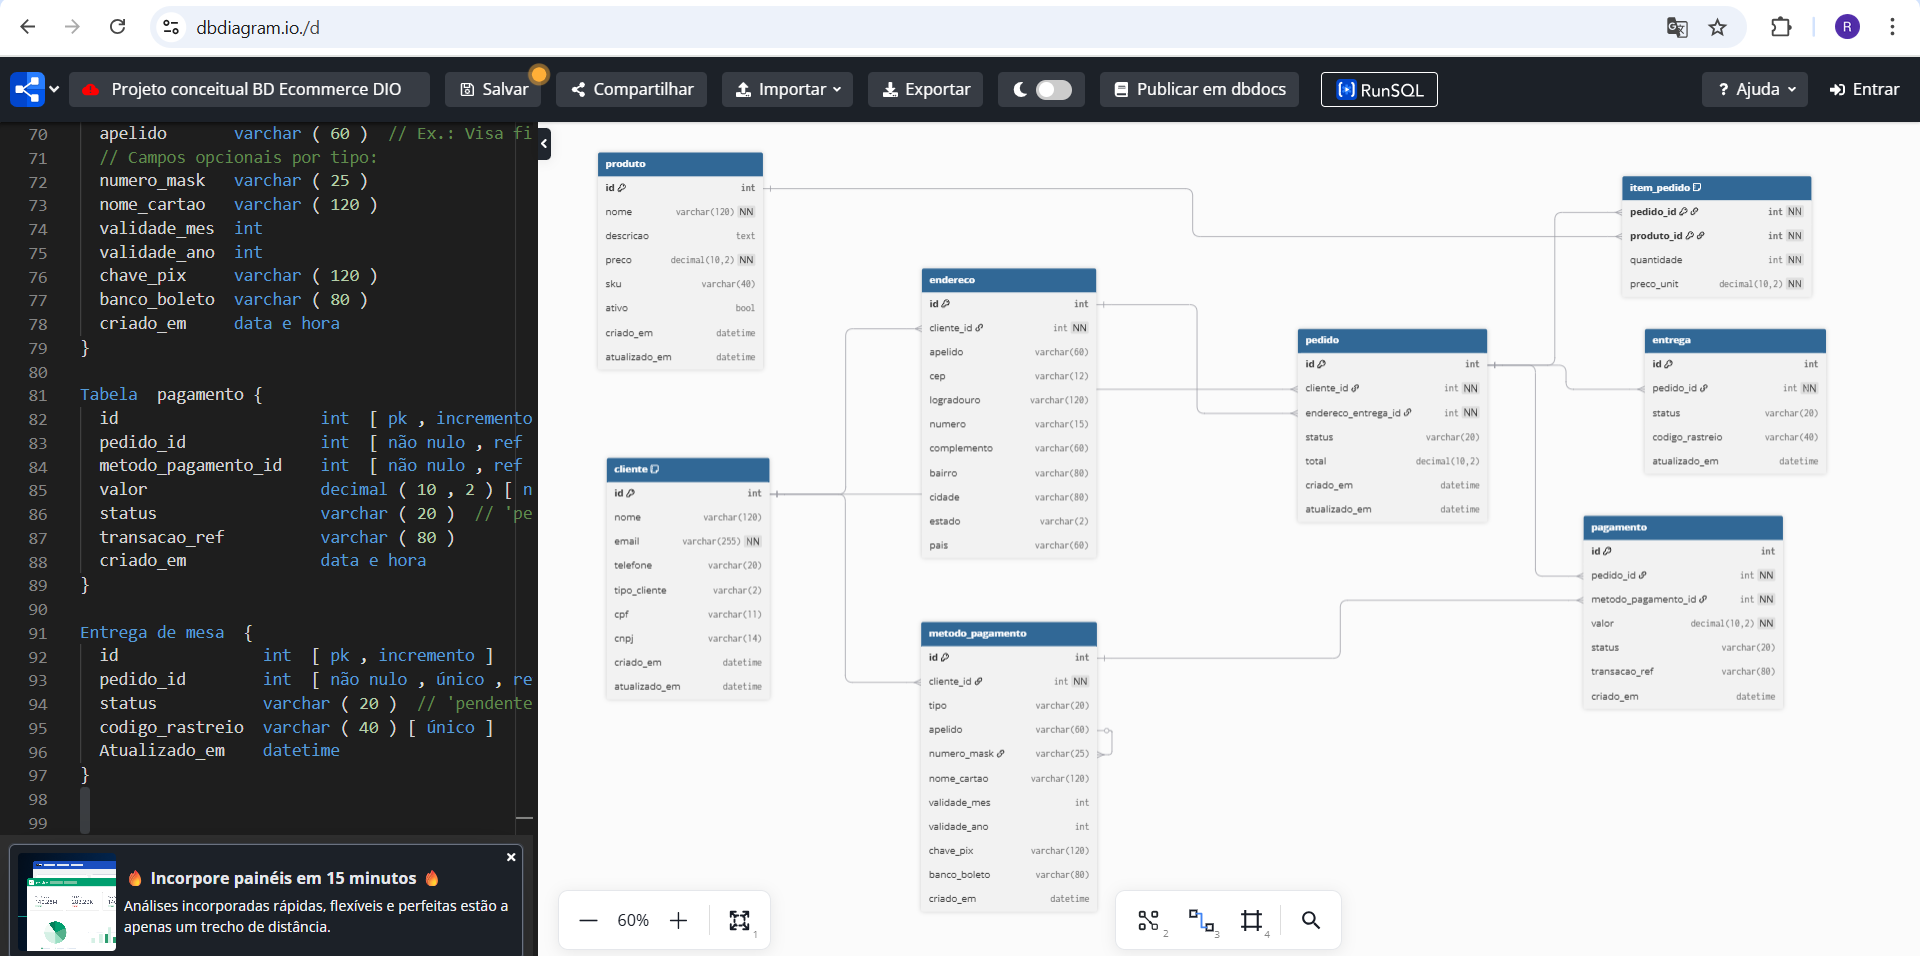 dbdiagram.io./d
R
Projeto conceitual BD Ecommerce DIO
Salvar
Compartilhar
Importar
Exportar
Publicar em dbdocs
RunSQL
? Ajuda
Entrar
70 apelido varchar ( 60 ) // Ex.: Visa fi
71 // Campos opcionais por tipo:
72 numero_mask varchar ( 25 )
73 nome_cartao varchar ( 120 )
74 validade_mes int
75 validade_ano int
76 chave_pix varchar ( 120 )
77 banco_boleto varchar ( 80 )
78 criado_em data e hora
79 }
80
81 Tabela pagamento {
82 id int [ pk , incremento
83 pedido_id int [ não nulo , ref
84 metodo_pagamento_id int [ não nulo , ref
85 valor decimal ( 10 , 2 ) [ n
86 status varchar ( 20 ) // 'pe
87 transacao_ref varchar ( 80 )
88 criado_em data e hora
89 }
90
91 Entrega de mesa {
92 id int [ pk , incremento ]
93 pedido_id int [ não nulo , único , re
94 status varchar ( 20 ) // 'pendente
95 codigo_rastreio varchar ( 40 ) [ único ]
96 Atualizado_em datetime
97 }
98
99
Incorpore painéis em 15 minutos
Análises incorporadas rápidas, flexíveis e perfeitas estão a
apenas um trecho de distância.
produto
id int
nome varchar(120) NN
descricao text
preco decimal(10,2) NN
sku varchar(40)
ativo bool
criado_em datetime
atualizado_em datetime
cliente
id int
nome varchar(120)
email varchar(255) NN
telefone varchar(20)
tipo_cliente varchar(2)
cpf varchar(11)
cnpj varchar(14)
criado_em datetime
atualizado_em datetime
endereco
id int
cliente_id int NN
apelido varchar(60)
cep varchar(12)
logradouro varchar(120)
numero varchar(15)
complemento varchar(60)
bairro varchar(80)
cidade varchar(80)
estado varchar(2)
pais varchar(60)
metodo_pagamento
id int
cliente_id int NN
tipo varchar(20)
apelido varchar(60)
numero_mask varchar(25)
nome_cartao varchar(120)
validade_mes int
validade_ano int
chave_pix varchar(120)
banco_boleto varchar(80)
criado_em datetime
pedido
id int
cliente_id int NN
endereco_entrega_id int NN
status varchar(20)
total decimal(10,2)
criado_em datetime
atualizado_em datetime
item_pedido
pedido_id int NN
produto_id int NN
quantidade int NN
preco_unit decimal(10,2) NN
entrega
id int
pedido_id int NN
status varchar(20)
codigo_rastreio varchar(40)
atualizado_em datetime
pagamento
id int
pedido_id int NN
metodo_pagamento_id int NN
valor decimal(10,2) NN
status varchar(20)
transacao_ref varchar(80)
criado_em datetime
60%
1
2
3
4